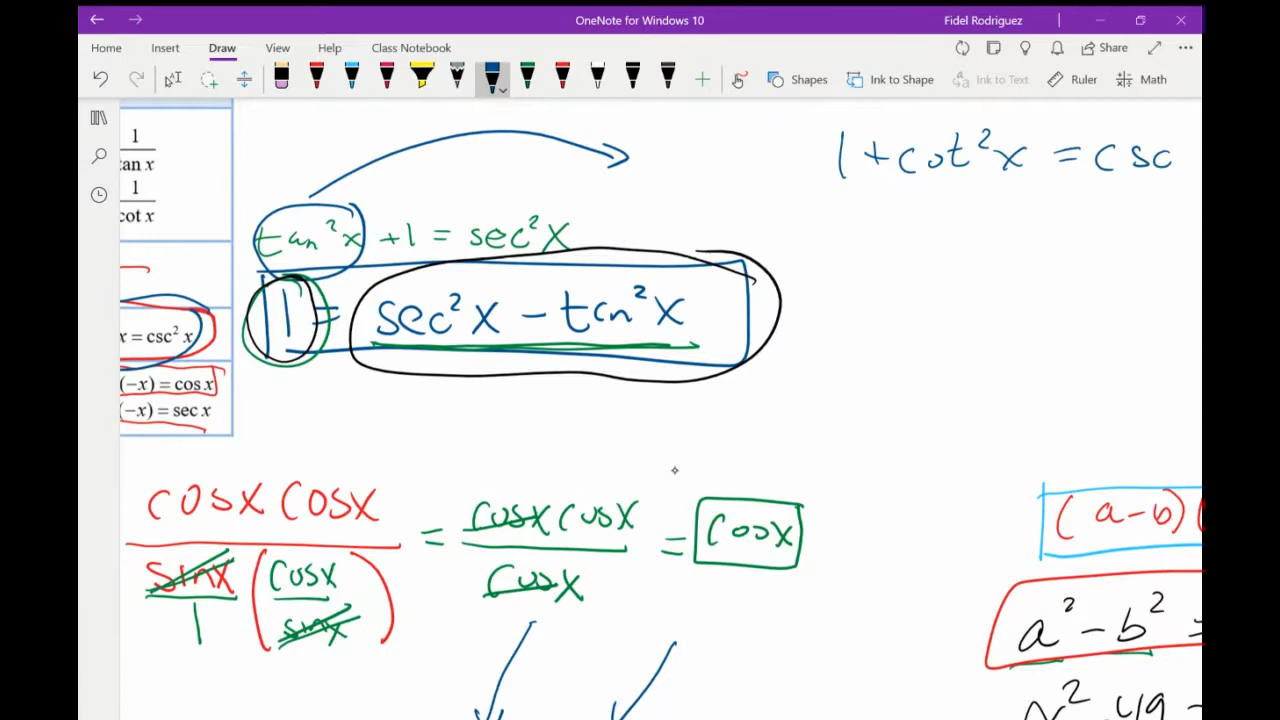 OneNote for Windows 10
Fidel Rodriguez
Home Insert Draw View Help Class Notebook
Share
Shapes Ink to Shape Ink to Text Ruler Math
1
tan x
1
cot x
x = csc² x
(−x) = cos x
(−x) = sec x
1 + cot²x = csc
tan²x + 1 = sec²x
1 = sec²x − tan²x
cosx cosx
= cosx cosx
= cosx
sinx ( cosx
1 sinx )
cosx
(a−b)(
a² − b² =
x² - 49 =